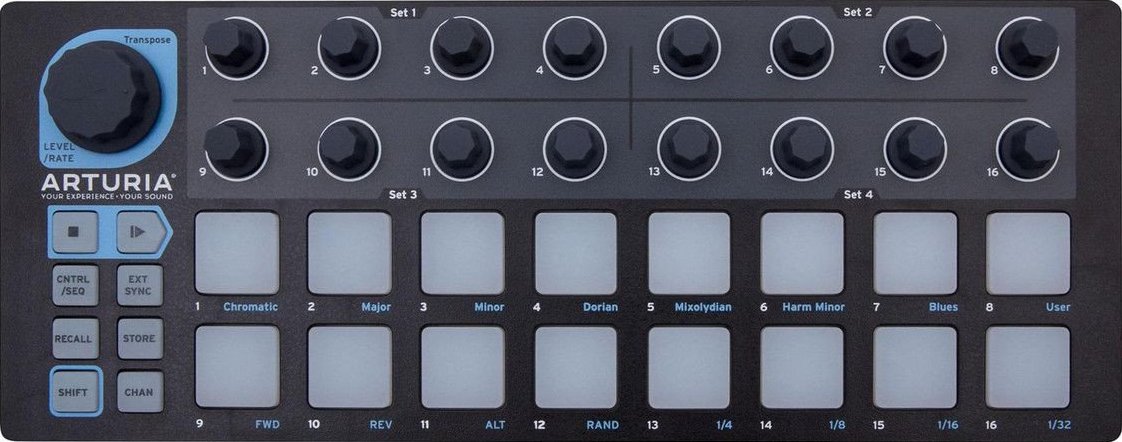 Set 1
Set 2
Transpose
1
2
3
4
5
6
7
8
LEVEL
/RATE
9
10
11
12
13
14
15
16
ARTURIA®
YOUR EXPERIENCE • YOUR SOUND
Set 3
Set 4
CNTRL
/SEQ
EXT
SYNC
1 Chromatic
2 Major
3 Minor
4 Dorian
5 Mixolydian
6 Harm Minor
7 Blues
8 User
RECALL
STORE
SHIFT
CHAN
9 FWD
10 REV
11 ALT
12 RAND
13 1/4
14 1/8
15 1/16
16 1/32